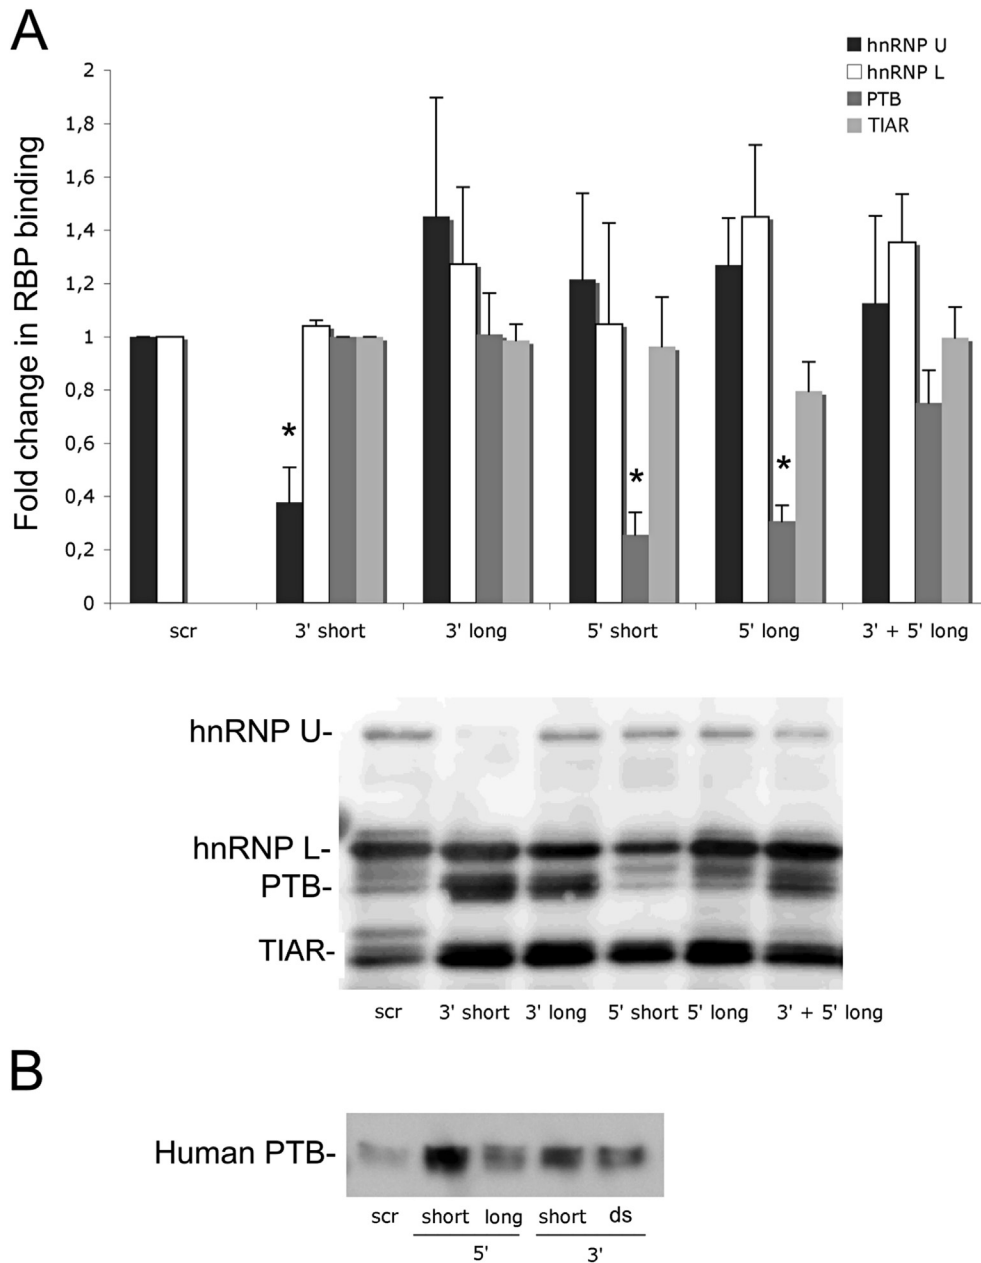 A
hnRNP U
hnRNP L
PTB
TIAR
Fold change in RBP binding
2
1,8
1,6
1,4
1,2
1
0,8
0,6
0,4
0,2
0
*
*
*
scr 3' short 3' long 5' short 5' long 3' + 5' long
hnRNP U-
hnRNP L-
PTB-
TIAR-
scr 3' short 3' long 5' short 5' long 3' + 5' long
B
Human PTB-
scr short long short ds
5' 3'